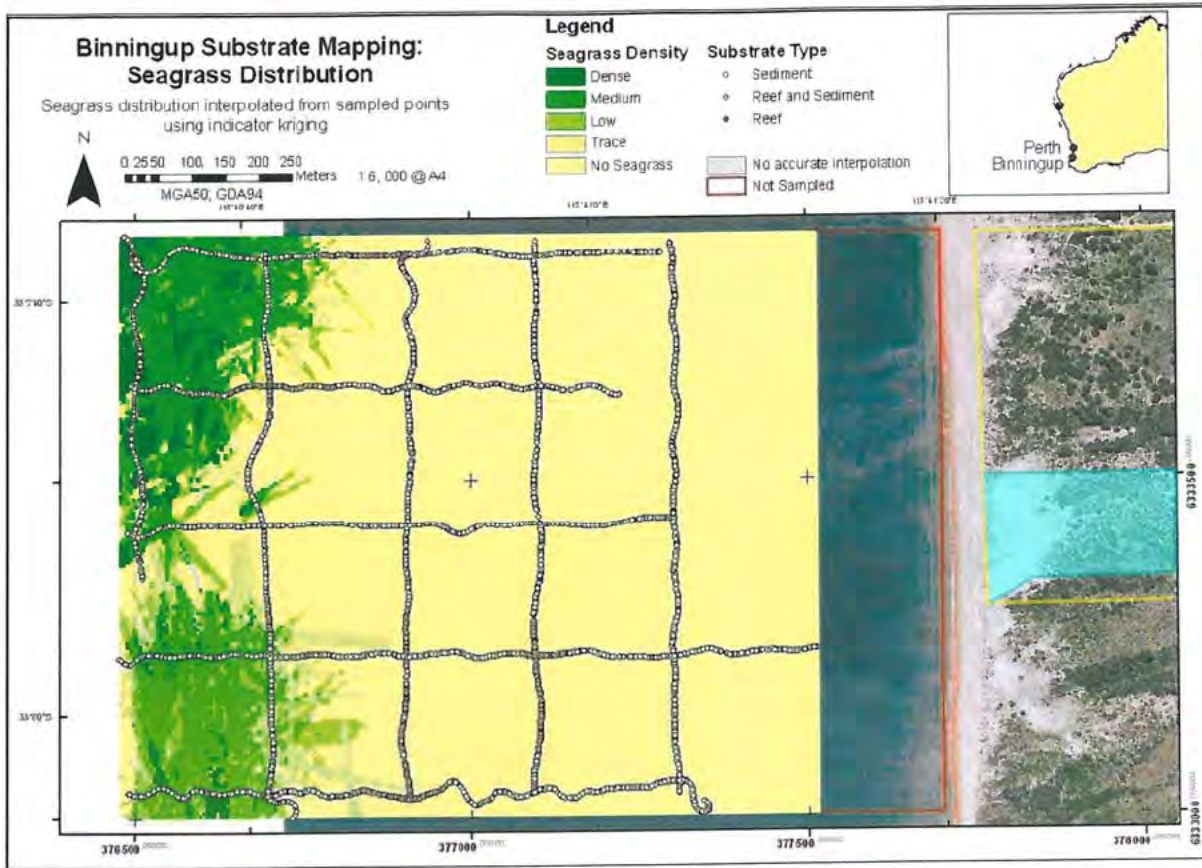 Binningup Substrate Mapping:
Seagrass Distribution
Seagrass distribution interpolated from sampled points
using indicator kriging
N
0 25 50 100 150 200 250
Meters
1:6,000 @ A4
MGA50, GDA94
Legend
Seagrass Density
Dense
Medium
Low
Trace
No Seagrass
Substrate Type
Sediment
Reef and Sediment
Reef
No accurate interpolation
Not Sampled
Perth
Binningup
6333500
6333000
376500
377000
377500
378000